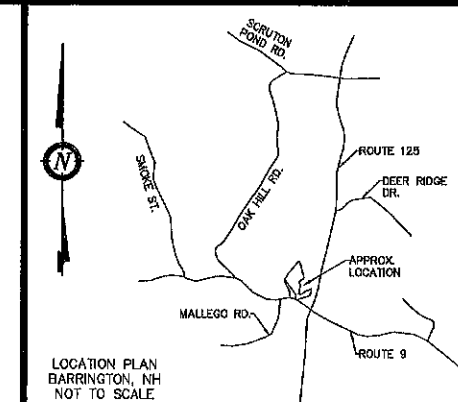 SCRUTON
POND RD.
N
SMOKE ST.
OAK HILL RD.
ROUTE 125
DEER RIDGE
DR.
APPROX.
LOCATION
MALLEGO RD.
ROUTE 9
LOCATION PLAN
BARRINGTON, NH
NOT TO SCALE